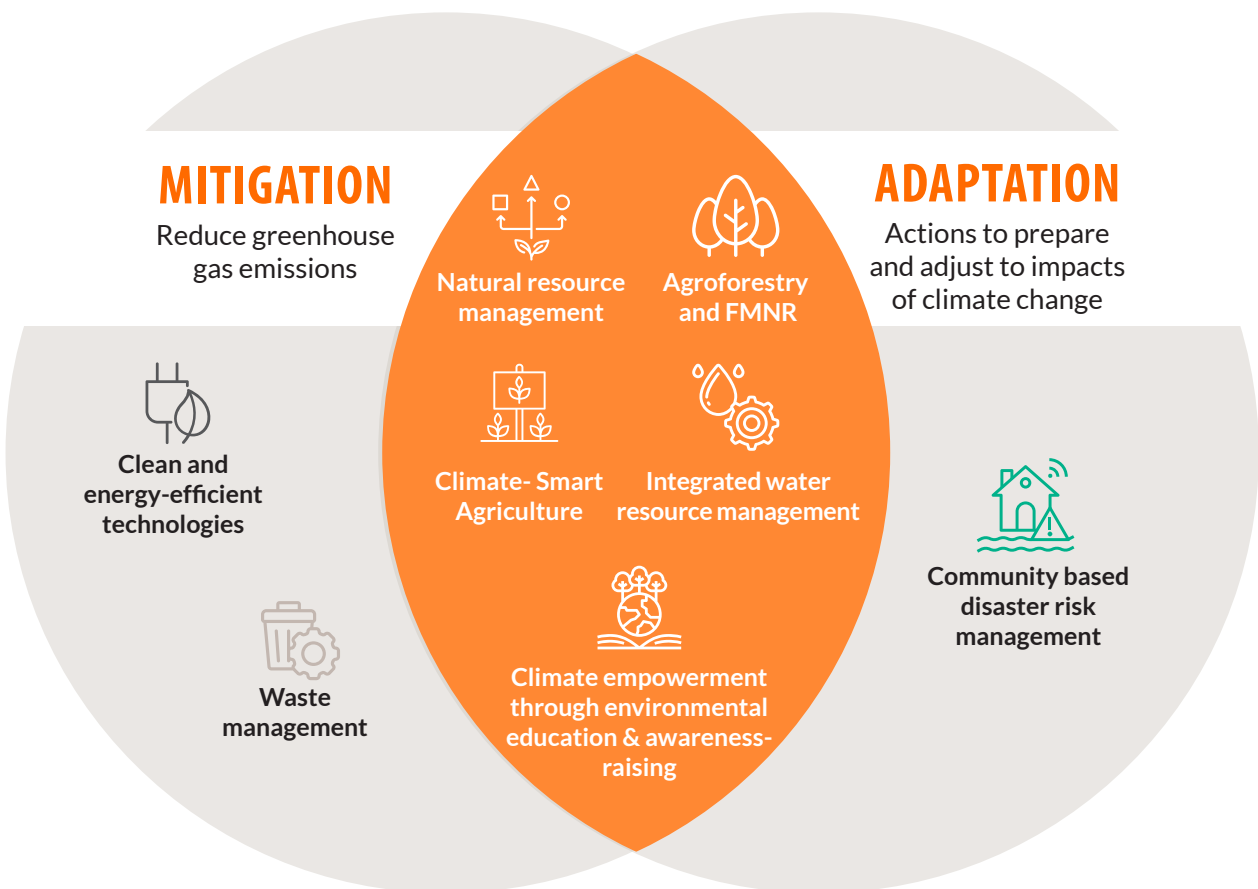 MITIGATION
Reduce greenhouse
gas emissions
Clean and
energy-efficient
technologies
Waste
management
Natural resource
management
Agroforestry
and FMNR
Climate- Smart
Agriculture
Integrated water
resource management
Climate empowerment
through environmental
education & awareness-
raising
ADAPTATION
Actions to prepare
and adjust to impacts
of climate change
Community based
disaster risk
management